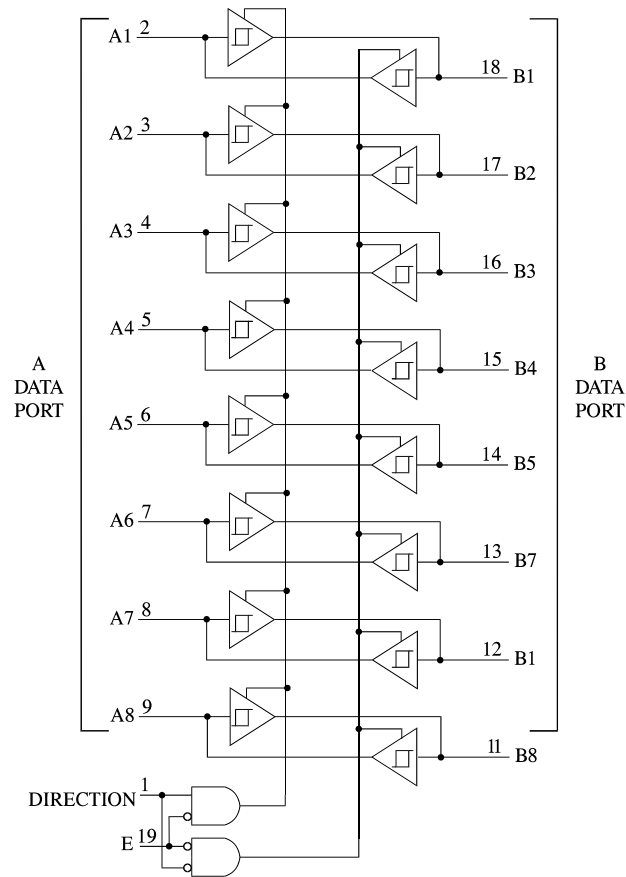 A1 2
18 B1
A2 3
17 B2
A3 4
16 B3
A4 5
15 B4
A
DATA
PORT
B
DATA
PORT
A5 6
14 B5
A6 7
13 B7
A7 8
12 B1
A8 9
11 B8
DIRECTION 1
E 19